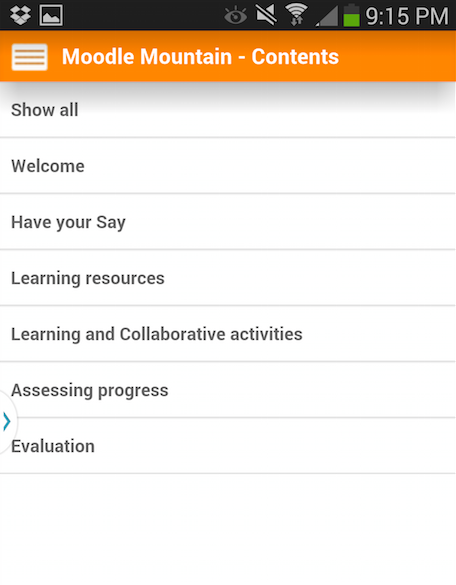 9:15 PM
Moodle Mountain - Contents
Show all
Welcome
Have your Say
Learning resources
Learning and Collaborative activities
Assessing progress
Evaluation